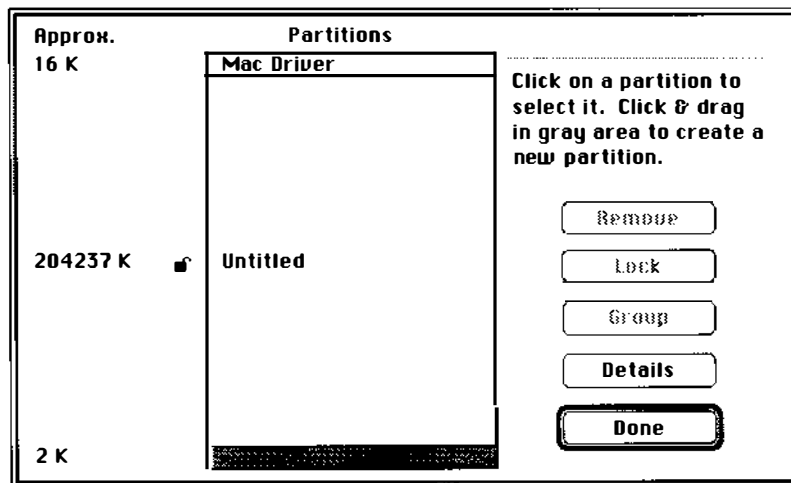 Approx.
Partitions
16 K
Mac Driver
Click on a partition to
select it. Click & drag
in gray area to create a
new partition.
Remove
204237 K
Untitled
Lock
Group
Details
Done
2 K